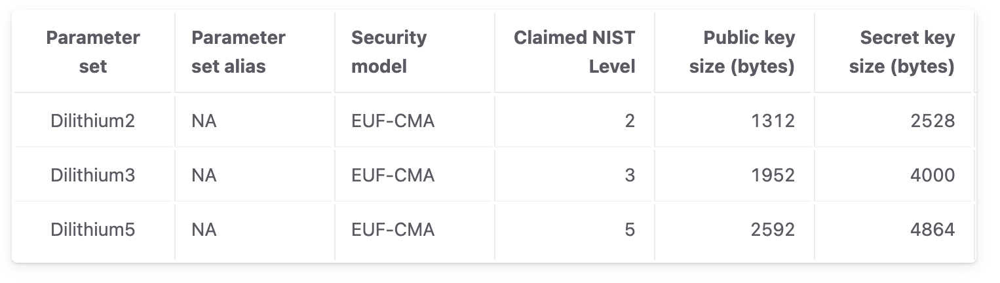 Parameter set Parameter set alias Security model Claimed NIST Level Public key size (bytes) Secret key size (bytes)
Dilithium2 NA EUF-CMA 2 1312 2528
Dilithium3 NA EUF-CMA 3 1952 4000
Dilithium5 NA EUF-CMA 5 2592 4864